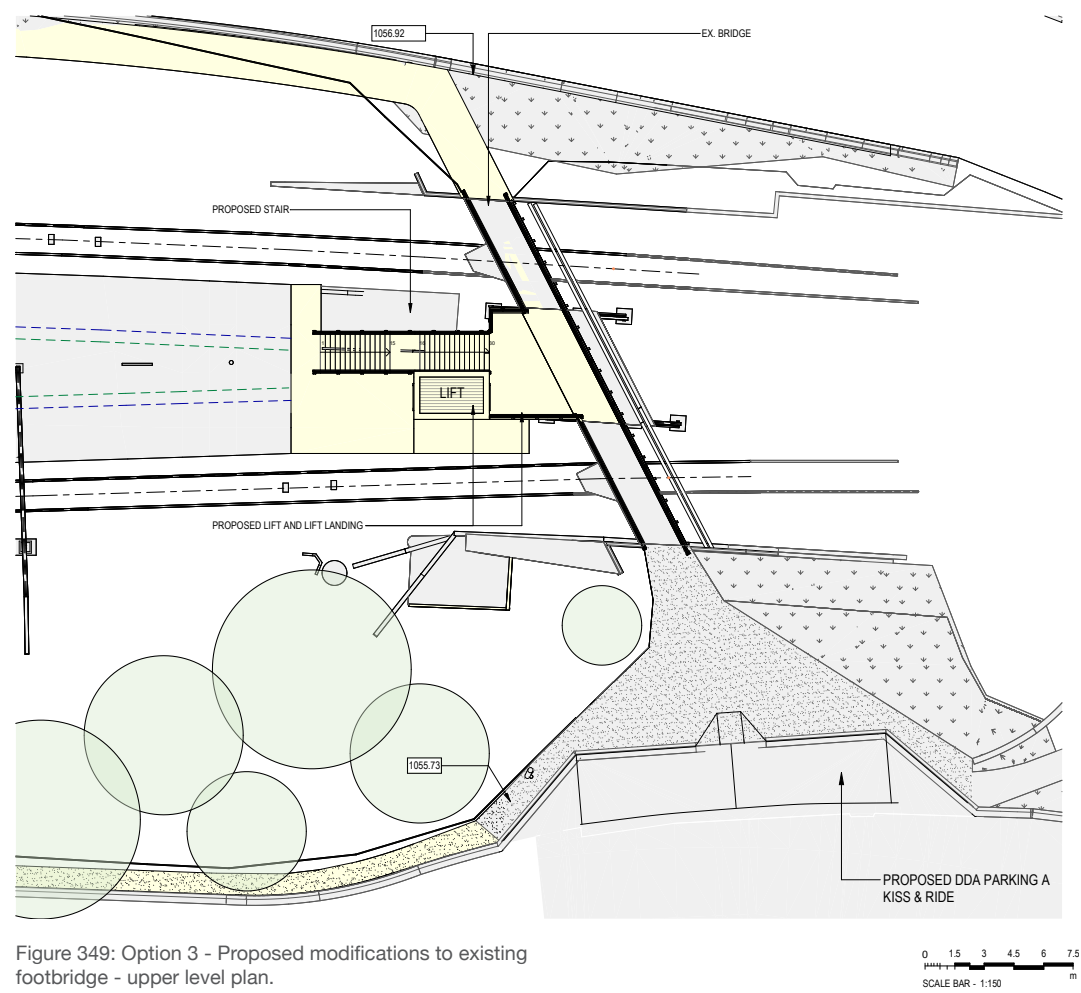 1056.92
EX. BRIDGE
PROPOSED STAIR
LIFT
PROPOSED LIFT AND LIFT LANDING
1055.73
PROPOSED DDA PARKING A
KISS & RIDE
Figure 349: Option 3 - Proposed modifications to existing
footbridge - upper level plan.
0 1.5 3 4.5 6 7.5
m
SCALE BAR - 1:150